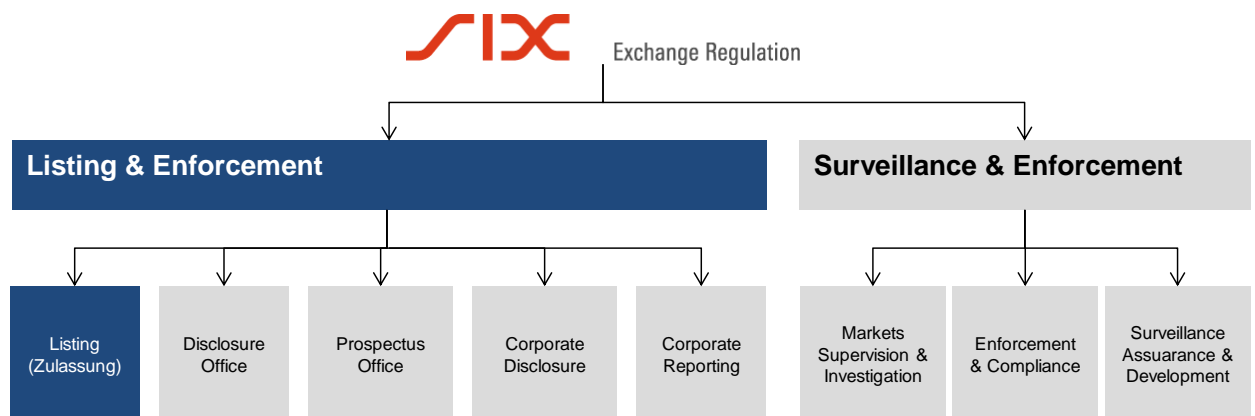 SIX Exchange Regulation
Listing & Enforcement
Surveillance & Enforcement
Listing
(Zulassung)
Disclosure
Office
Prospectus
Office
Corporate
Disclosure
Corporate
Reporting
Markets
Supervision &
Investigation
Enforcement
& Compliance
Surveillance
Assuarance &
Development